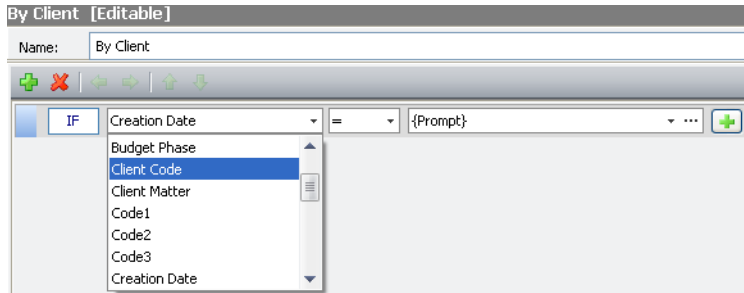 By Client [Editable]
Name: By Client
IF Creation Date = {Prompt} ...
Budget Phase
Client Code
Client Matter
Code1
Code2
Code3
Creation Date